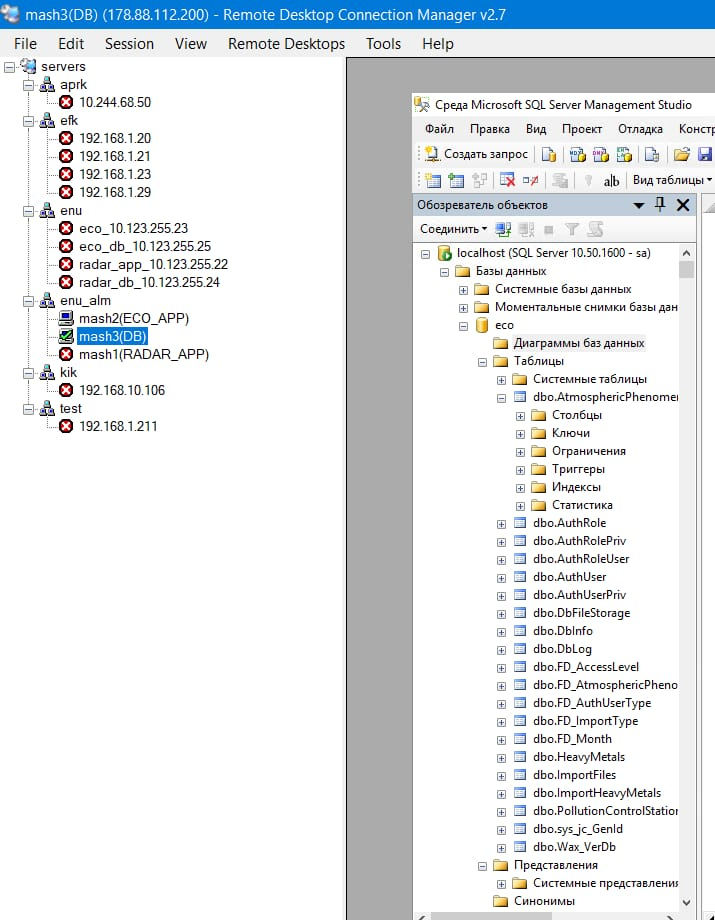 mash3(DB) (178.88.112.200) - Remote Desktop Connection Manager v2.7
File Edit Session View Remote Desktops Tools Help
servers
aprk
10.244.68.50
efk
192.168.1.20
192.168.1.21
192.168.1.23
192.168.1.29
enu
eco_10.123.255.23
eco_db_10.123.255.25
radar_app_10.123.255.22
radar_db_10.123.255.24
enu_alm
mash2(ECO_APP)
mash3(DB)
mash1(RADAR_APP)
kik
192.168.10.106
test
192.168.1.211
Среда Microsoft SQL Server Management Studio
Файл Правка Вид Проект Отладка Констр
Создать запрос
Вид таблицы
Обозреватель объектов
Соединить
localhost (SQL Server 10.50.1600 - sa)
Базы данных
Системные базы данных
Моментальные снимки базы дан
eco
Диаграммы баз данных
Таблицы
Системные таблицы
dbo.AtmosphericPhenomen
Столбцы
Ключи
Ограничения
Триггеры
Индексы
Статистика
dbo.AuthRole
dbo.AuthRolePriv
dbo.AuthRoleUser
dbo.AuthUser
dbo.AuthUserPriv
dbo.DbFileStorage
dbo.DbInfo
dbo.DbLog
dbo.FD_AccessLevel
dbo.FD_AtmosphericPheno
dbo.FD_AuthUserType
dbo.FD_ImportType
dbo.FD_Month
dbo.HeavyMetals
dbo.ImportFiles
dbo.ImportHeavyMetals
dbo.PollutionControlStation
dbo.sys_jc_GenId
dbo.Wax_VerDb
Представления
Системные представления
Синонимы